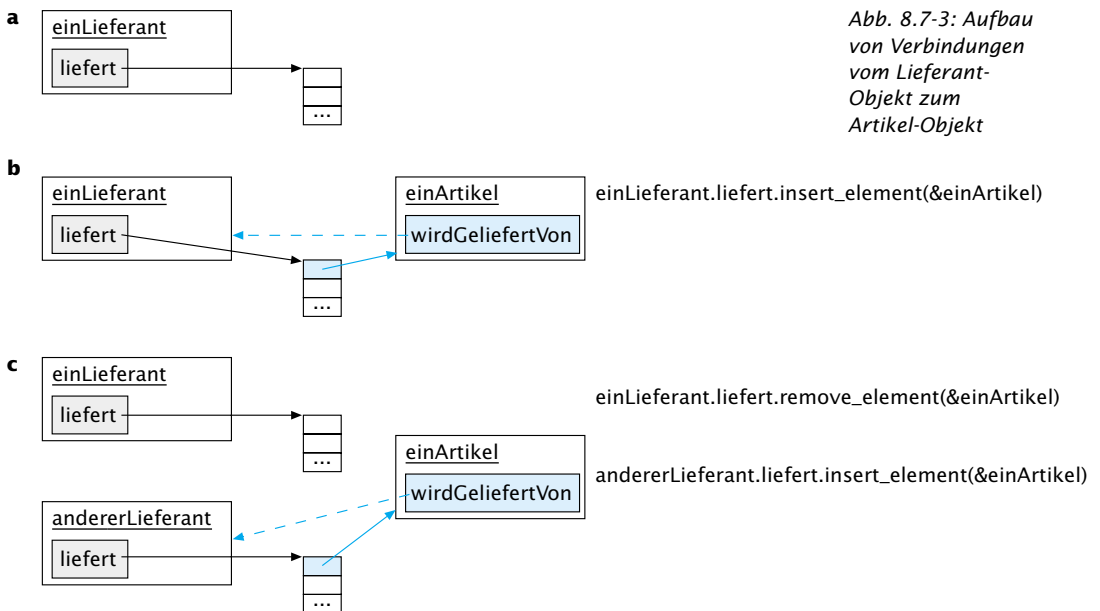 a
einLieferant
liefert
...
Abb. 8.7-3: Aufbau
von Verbindungen
vom Lieferant-
Objekt zum
Artikel-Objekt
b
einLieferant
liefert
...
einArtikel
wirdGeliefertVon
einLieferant.liefert.insert_element(&einArtikel)
c
einLieferant
liefert
...
einArtikel
wirdGeliefertVon
einLieferant.liefert.remove_element(&einArtikel)
andererLieferant.liefert.insert_element(&einArtikel)
andererLieferant
liefert
...